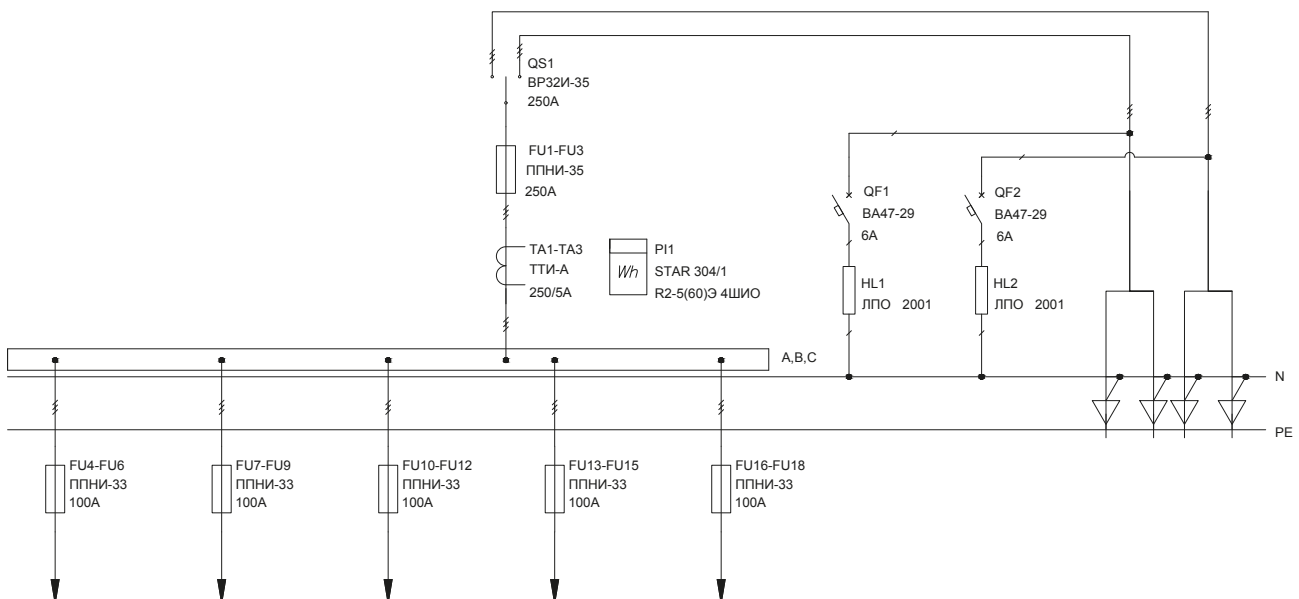 QS1
ВР32И-35
250А
FU1-FU3
ППНИ-35
250А
TA1-TA3
ТТИ-А
250/5А
Wh
PI1
STAR 304/1
R2-5(60)Э 4ШИО
QF1
ВА47-29
6А
QF2
ВА47-29
6А
HL1
ЛПО 2001
HL2
ЛПО 2001
A,B,C
N
PE
FU4-FU6
ППНИ-33
100А
FU7-FU9
ППНИ-33
100А
FU10-FU12
ППНИ-33
100А
FU13-FU15
ППНИ-33
100А
FU16-FU18
ППНИ-33
100А